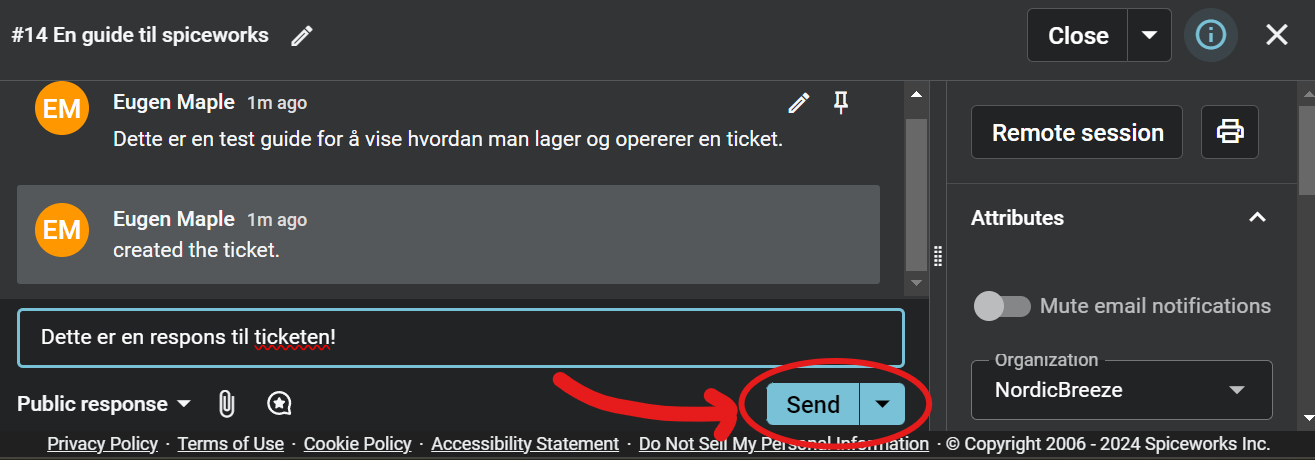 #14 En guide til spiceworks
Close
EM
Eugen Maple 1m ago
Dette er en test guide for å vise hvordan man lager og opererer en ticket.
EM
Eugen Maple 1m ago
created the ticket.
Dette er en respons til ticketen!
Public response
Send
Remote session
Attributes
Mute email notifications
Organization
NordicBreeze
Privacy Policy · Terms of Use · Cookie Policy · Accessibility Statement · Do Not Sell My Personal Information · © Copyright 2006 - 2024 Spiceworks Inc.